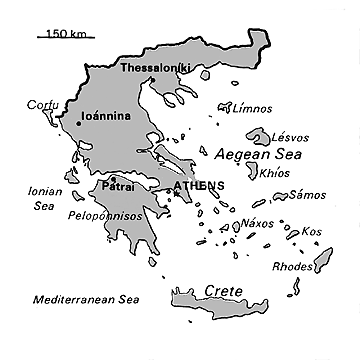 150 km
Thessaloníki
Corfu
Ioánnina
Límnos
Lésvos
Aegean Sea
Khíos
Ionian
Sea
Pátrai
ATHENS
Pelopónnisos
Sámos
Náxos
Kos
Rhodes
Mediterranean Sea
Crete